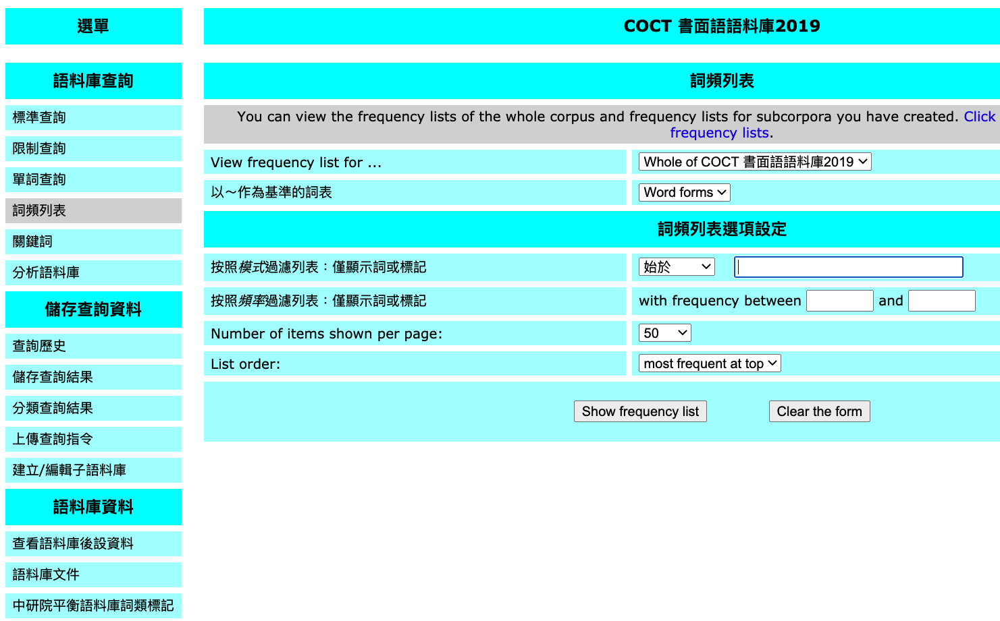 選單
語料庫查詢
標準查詢
限制查詢
單詞查詢
詞頻列表
關鍵詞
分析語料庫
儲存查詢資料
查詢歷史
儲存查詢結果
分類查詢結果
上傳查詢指令
建立/編輯子語料庫
語料庫資料
查看語料庫後設資料
語料庫文件
中研院平衡語料庫詞類標記
COCT 書面語語料庫2019
詞頻列表
You can view the frequency lists of the whole corpus and frequency lists for subcorpora you have created. Click
frequency lists.
View frequency list for ... Whole of COCT 書面語語料庫2019
以～作為基準的詞表 Word forms
詞頻列表選項設定
按照模式過濾列表：僅顯示詞或標記 始於
按照頻率過濾列表：僅顯示詞或標記 with frequency between and
Number of items shown per page: 50
List order: most frequent at top
Show frequency list Clear the form